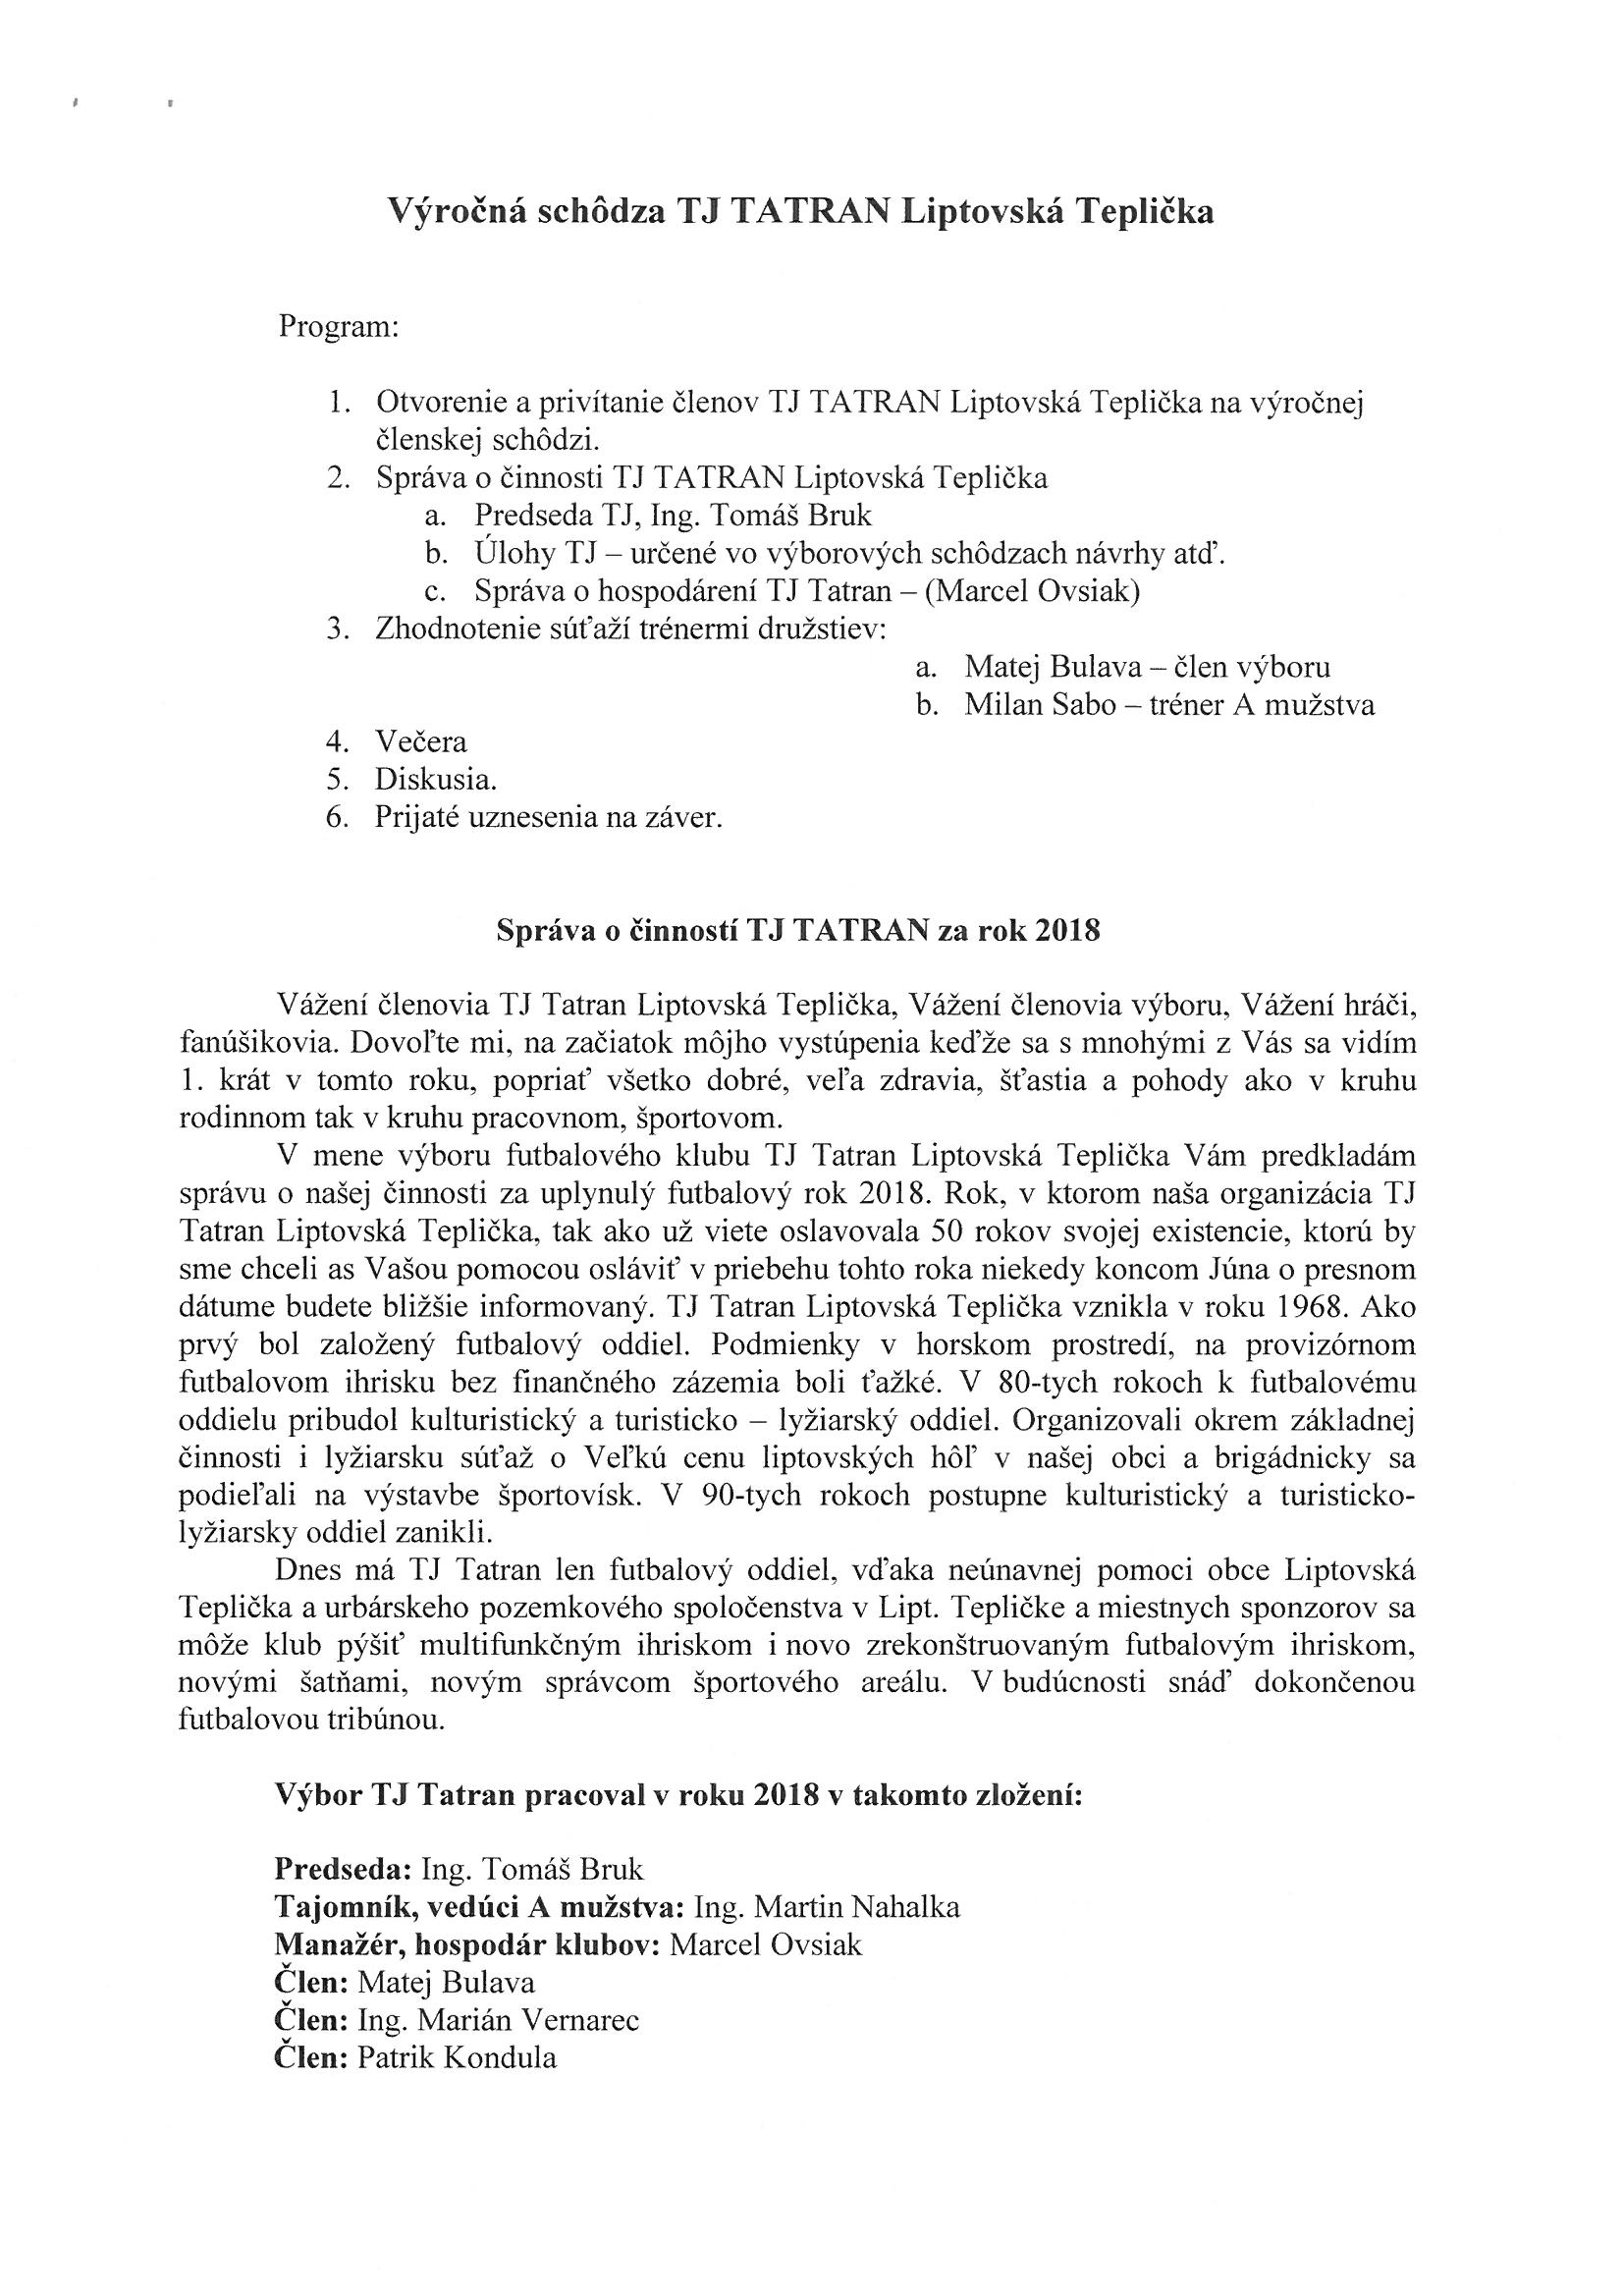 Výročná schôdza TJ TATRAN Liptovská Teplička
Program:
1. Otvorenie a privítanie členov TJ TATRAN Liptovská Teplička na výročnej
členskej schôdzi.
2. Správa o činnosti TJ TATRAN Liptovská Teplička
a. Predseda TJ, Ing. Tomáš Bruk
b. Úlohy TJ – určené vo výborových schôdzach návrhy atď.
c. Správa o hospodárení TJ Tatran – (Marcel Ovsiak)
3. Zhodnotenie súťaží trénermi družstiev:
a. Matej Bulava – člen výboru
b. Milan Sabo – tréner A mužstva
4. Večera
5. Diskusia.
6. Prijaté uznesenia na záver.
Správa o činností TJ TATRAN za rok 2018
Vážení členovia TJ Tatran Liptovská Teplička, Vážení členovia výboru, Vážení hráči,
fanúšikovia. Dovoľte mi, na začiatok môjho vystúpenia keďže sa s mnohými z Vás sa vidím
1. krát v tomto roku, popriať všetko dobré, veľa zdravia, šťastia a pohody ako v kruhu
rodinnom tak v kruhu pracovnom, športovom.
V mene výboru futbalového klubu TJ Tatran Liptovská Teplička Vám predkladám
správu o našej činnosti za uplynulý futbalový rok 2018. Rok, v ktorom naša organizácia TJ
Tatran Liptovská Teplička, tak ako už viete oslavovala 50 rokov svojej existencie, ktorú by
sme chceli as Vašou pomocou osláviť v priebehu tohto roka niekedy koncom Júna o presnom
dátume budete bližšie informovaný. TJ Tatran Liptovská Teplička vznikla v roku 1968. Ako
prvý bol založený futbalový oddiel. Podmienky v horskom prostredí, na provizórnom
futbalovom ihrisku bez finančného zázemia boli ťažké. V 80-tych rokoch k futbalovému
oddielu pribudol kulturistický a turisticko – lyžiarský oddiel. Organizovali okrem základnej
činnosti i lyžiarsku súťaž o Veľkú cenu liptovských hôľ v našej obci a brigádnicky sa
podieľali na výstavbe športovísk. V 90-tych rokoch postupne kulturistický a turisticko-
lyžiarsky oddiel zanikli.
Dnes má TJ Tatran len futbalový oddiel, vďaka neúnavnej pomoci obce Liptovská
Teplička a urbárskeho pozemkového spoločenstva v Lipt. Tepličke a miestnych sponzorov sa
môže klub pýšiť multifunkčným ihriskom i novo zrekonštruovaným futbalovým ihriskom,
novými šatňami, novým správcom športového areálu. V budúcnosti snáď dokončenou
futbalovou tribúnou.
Výbor TJ Tatran pracoval v roku 2018 v takomto zložení:
Predseda: Ing. Tomáš Bruk
Tajomník, vedúci A mužstva: Ing. Martin Nahalka
Manažér, hospodár klubov: Marcel Ovsiak
Člen: Matej Bulava
Člen: Ing. Marián Vernarec
Člen: Patrik Kondula